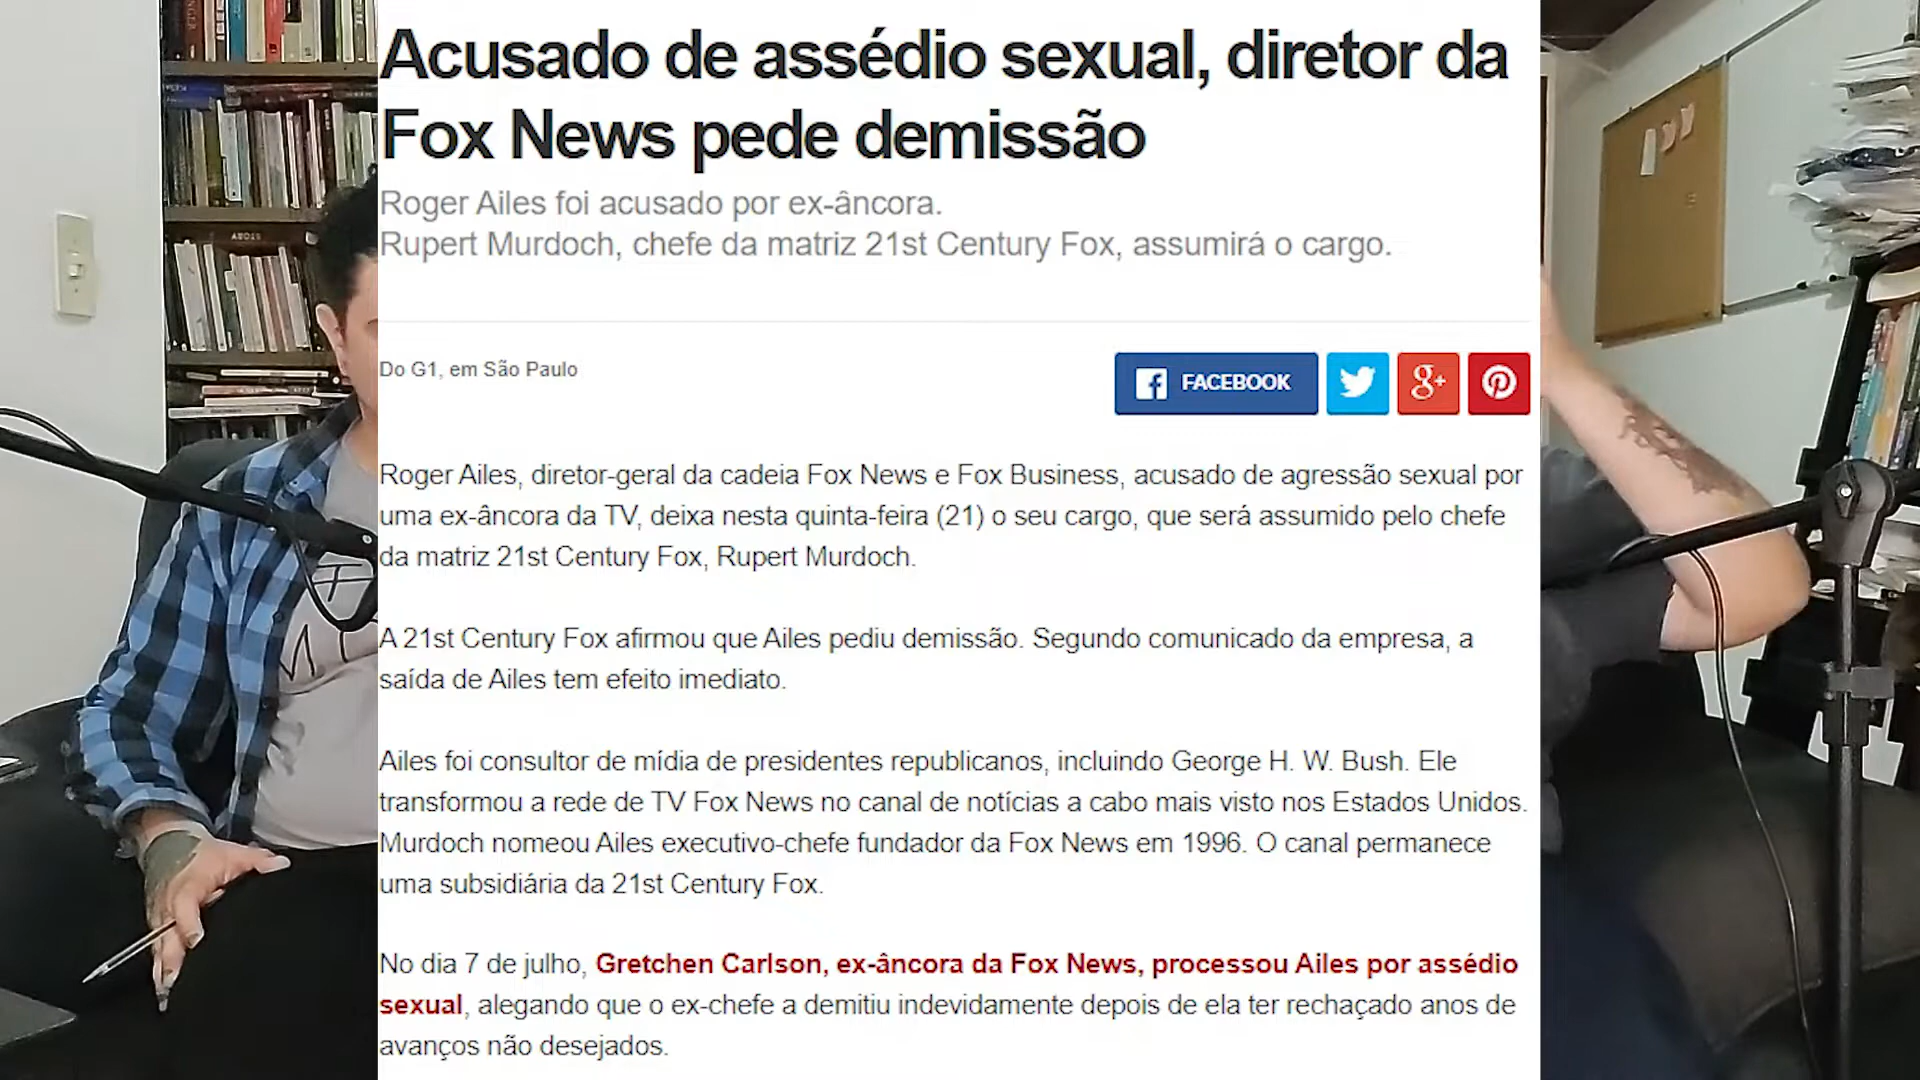 Acusado de assédio sexual, diretor da
Fox News pede demissão
Roger Ailes foi acusado por ex-âncora.
Rupert Murdoch, chefe da matriz 21st Century Fox, assumirá o cargo.
Do G1, em São Paulo
FACEBOOK
Roger Ailes, diretor-geral da cadeia Fox News e Fox Business, acusado de agressão sexual por
uma ex-âncora da TV, deixa nesta quinta-feira (21) o seu cargo, que será assumido pelo chefe
da matriz 21st Century Fox, Rupert Murdoch.
A 21st Century Fox afirmou que Ailes pediu demissão. Segundo comunicado da empresa, a
saída de Ailes tem efeito imediato.
Ailes foi consultor de mídia de presidentes republicanos, incluindo George H. W. Bush. Ele
transformou a rede de TV Fox News no canal de notícias a cabo mais visto nos Estados Unidos.
Murdoch nomeou Ailes executivo-chefe fundador da Fox News em 1996. O canal permanece
uma subsidiária da 21st Century Fox.
No dia 7 de julho, Gretchen Carlson, ex-âncora da Fox News, processou Ailes por assédio
sexual, alegando que o ex-chefe a demitiu indevidamente depois de ela ter rechaçado anos de
avanços não desejados.